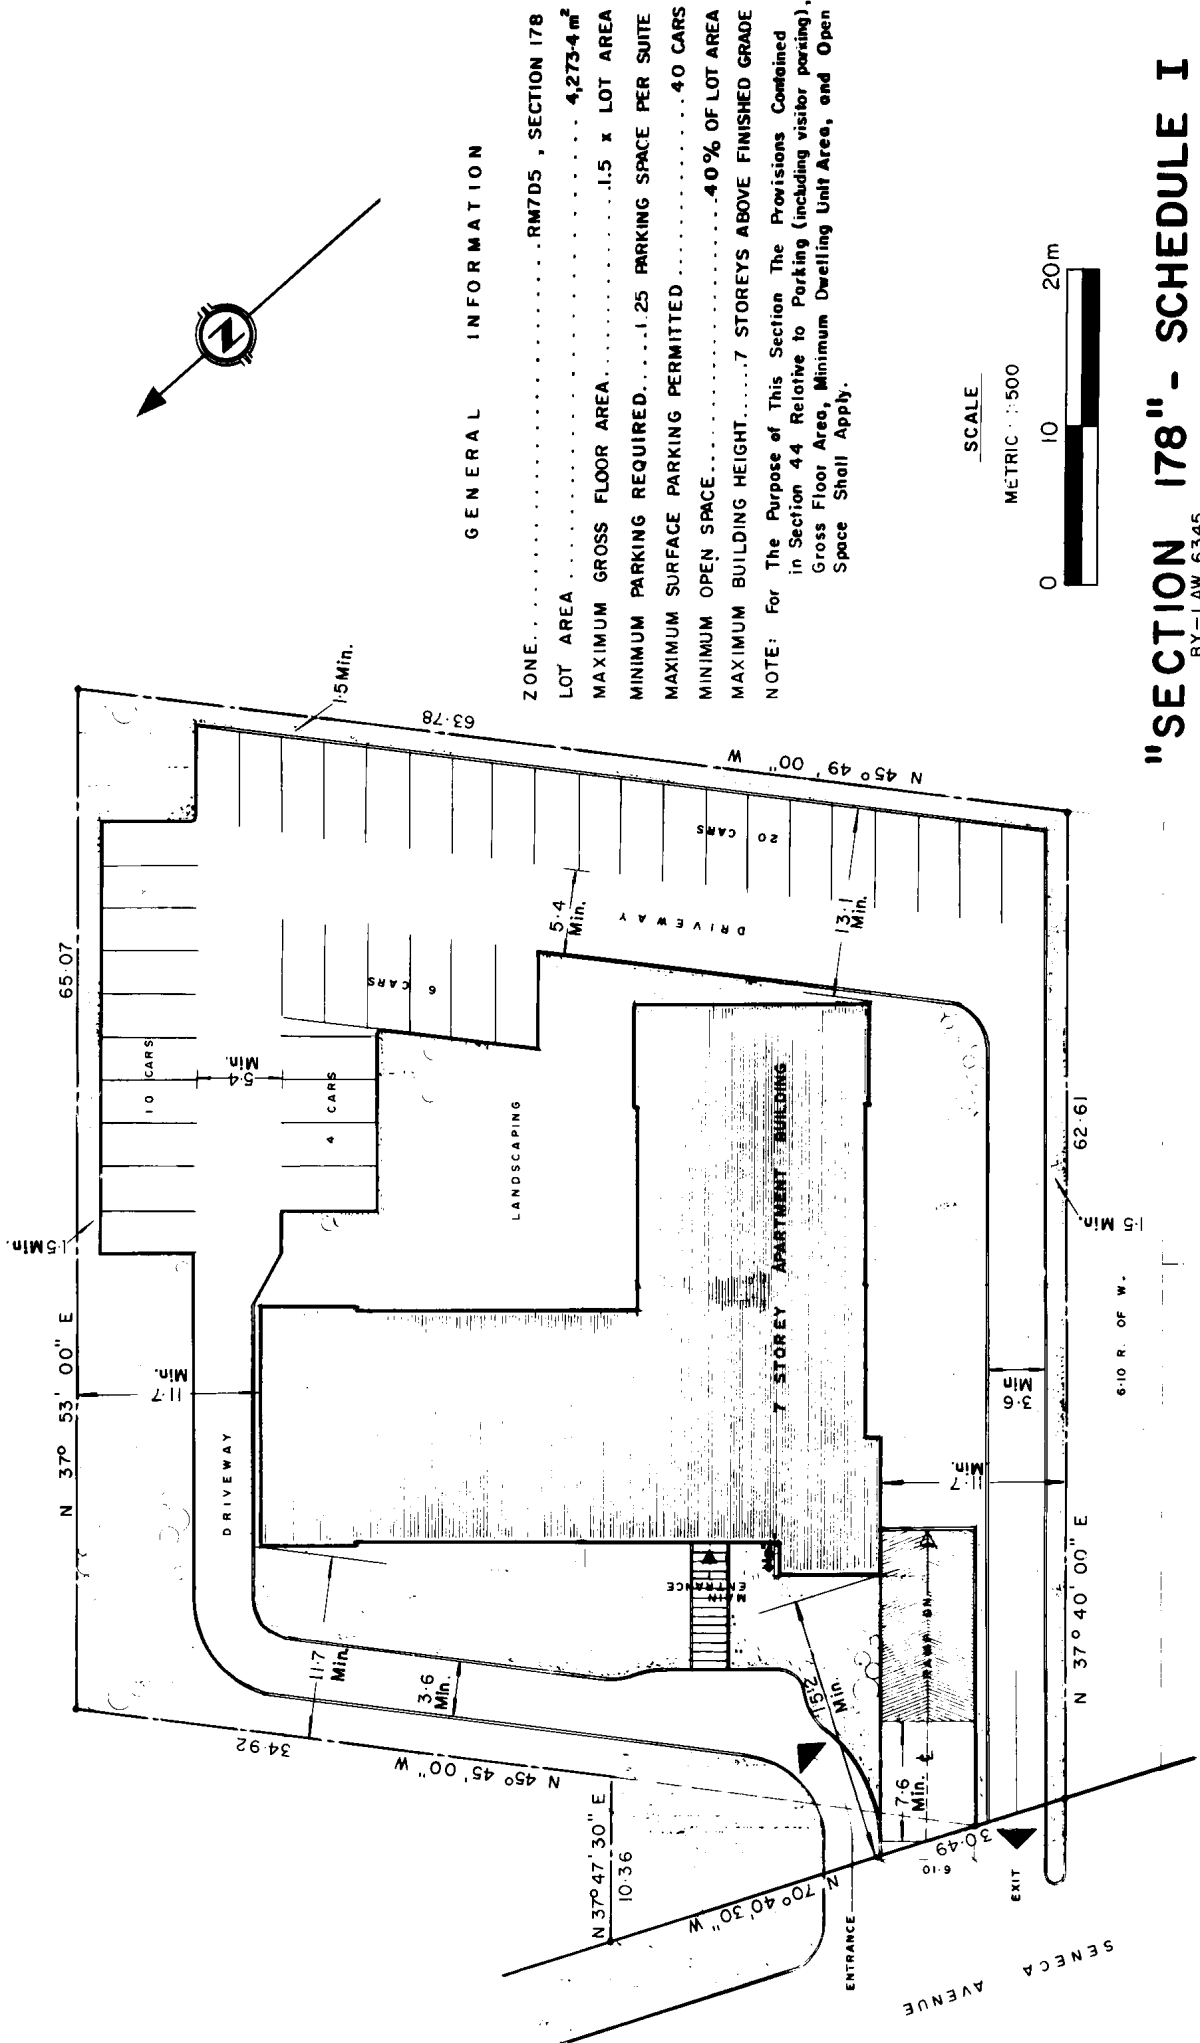 GENERAL INFORMATION
ZONE..............................RM7D5 , SECTION 178
LOT AREA .............................. 4,273·4 m²
MAXIMUM GROSS FLOOR AREA..............1.5 x LOT AREA
MINIMUM PARKING REQUIRED.....1.25 PARKING SPACE PER SUITE
MAXIMUM SURFACE PARKING PERMITTED..........40 CARS
MINIMUM OPEN SPACE..............40% OF LOT AREA
MAXIMUM BUILDING HEIGHT.....7 STOREYS ABOVE FINISHED GRADE
NOTE: For The Purpose of This Section The Provisions Contained
in Section 44 Relative to Parking (including visitor parking),
Gross Floor Area, Minimum Dwelling Unit Area, and Open
Space Shall Apply.
SCALE
METRIC 1:500
0 10 20m
"SECTION 178" - SCHEDULE I
BY-LAW 6345
N
N 37° 53' 00" E
65·07
1·5 Min.
1·5 Min.
11·7
Min.
10 CARS
5·4
Min.
4 CARS
6 CARS
20 CARS
63·78
N 45° 49' 00" W
5·4
Min.
DRIVEWAY
13·1
Min.
DRIVEWAY
LANDSCAPING
7 STOREY APARTMENT BUILDING
MAIN
ENTRANCE
34·92
N 45° 45' 00" W
11·7
Min.
3·6
Min.
15·2
Min.
N 37° 47' 30" E
10·36
N 70° 40' 30" W
30·49
6·10
7·6
Min.
RAMP DN.
11·7
Min.
3·6
Min
N 37° 40' 00" E
62·61
1·5 Min
6·10 R. OF W.
ENTRANCE
EXIT
SENECA AVENUE